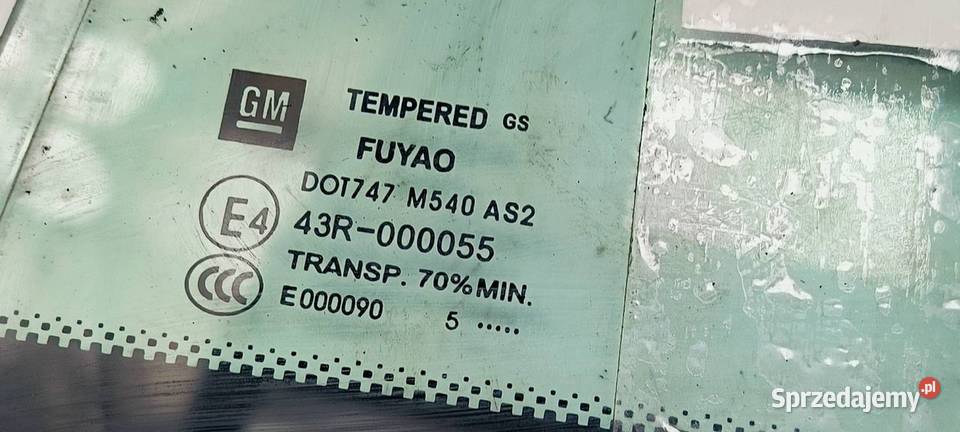 GM
TEMPERED GS
FUYAO
DOT747 M540 AS2
E4
43R-000055
TRANSP. 70% MIN.
CCC
E000090 5 .....
Sprzedajemy.pl